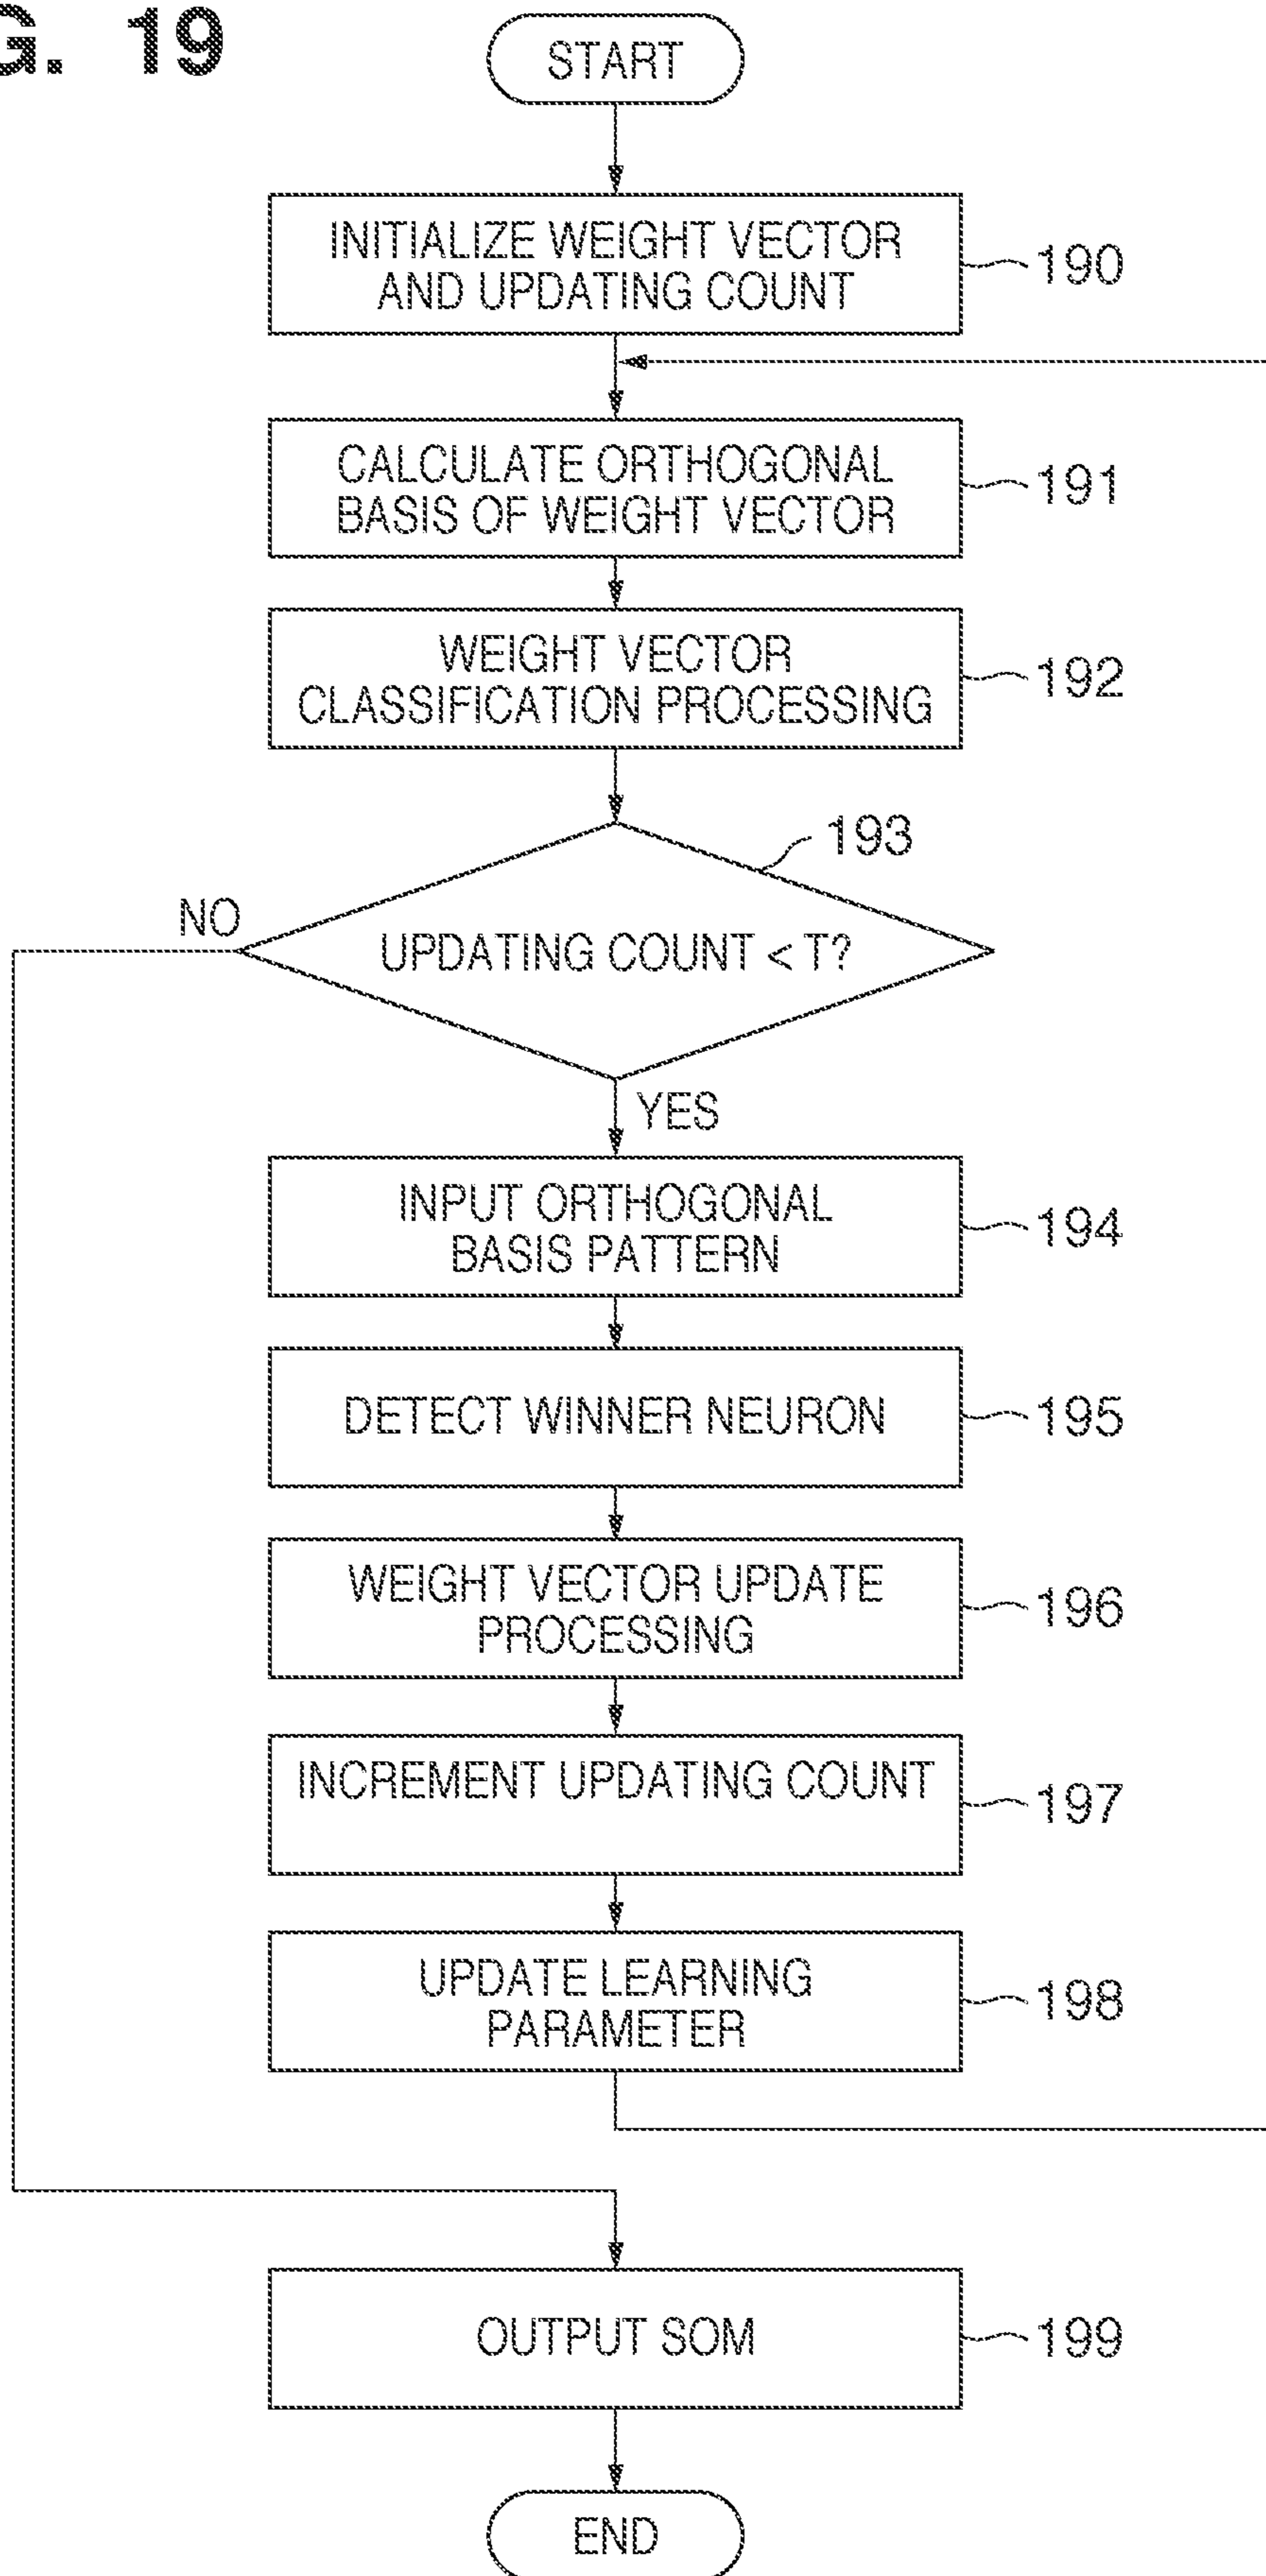 G. 19
START
INITIALIZE WEIGHT VECTOR
AND UPDATING COUNT
190
CALCULATE ORTHOGONAL
BASIS OF WEIGHT VECTOR
191
WEIGHT VECTOR
CLASSIFICATION PROCESSING
192
193
NO
UPDATING COUNT < T?
YES
INPUT ORTHOGONAL
BASIS PATTERN
194
DETECT WINNER NEURON
195
WEIGHT VECTOR UPDATE
PROCESSING
196
INCREMENT UPDATING COUNT
197
UPDATE LEARNING
PARAMETER
198
OUTPUT SOM
199
END